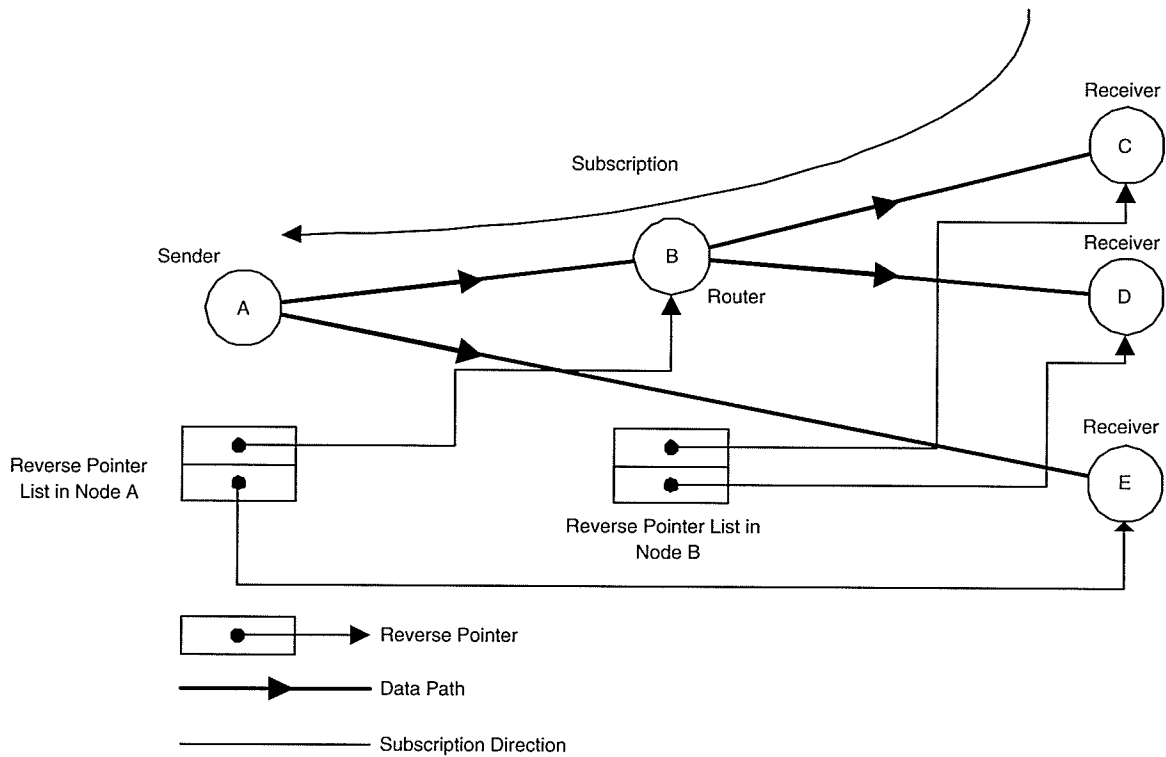 Receiver
C
Subscription
Sender
B
Receiver
A
Router
D
Receiver
Reverse Pointer
List in Node A
E
Reverse Pointer List in
Node B
Reverse Pointer
Data Path
Subscription Direction